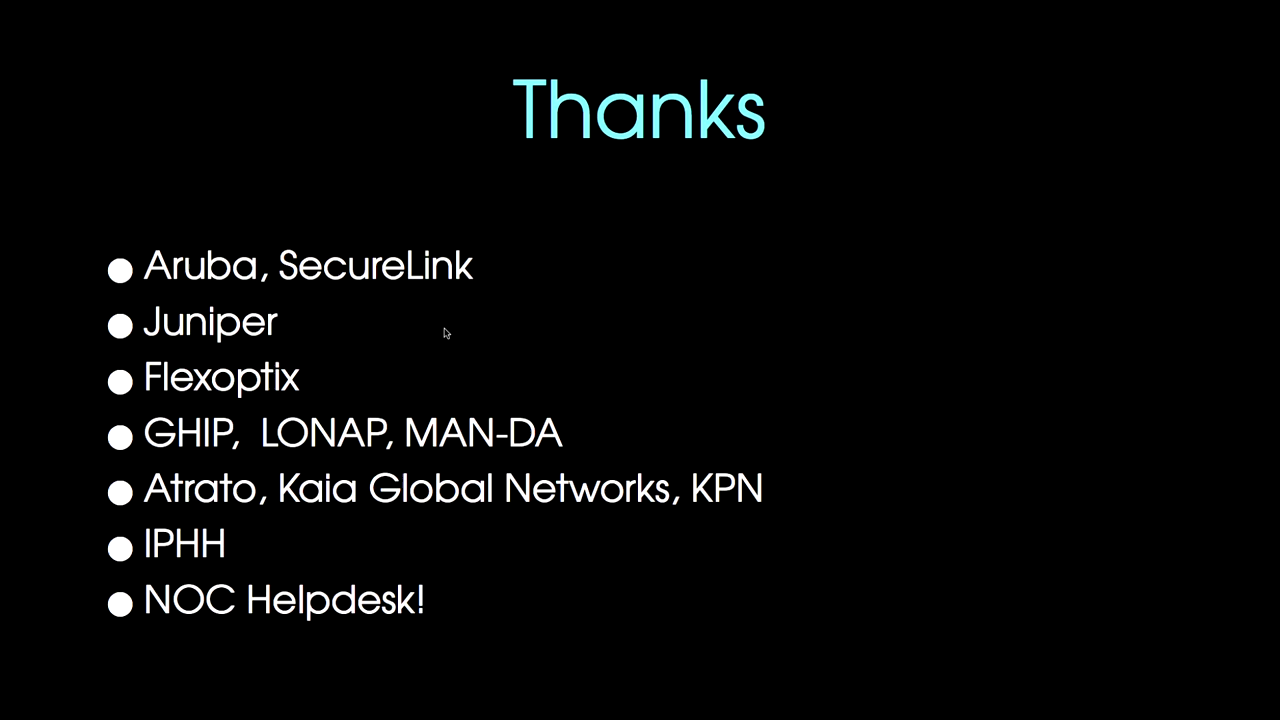 Thanks
● Aruba, SecureLink
● Juniper
● Flexoptix
● GHIP,  LONAP, MAN-DA
● Atrato, Kaia Global Networks, KPN
● IPHH
● NOC Helpdesk!